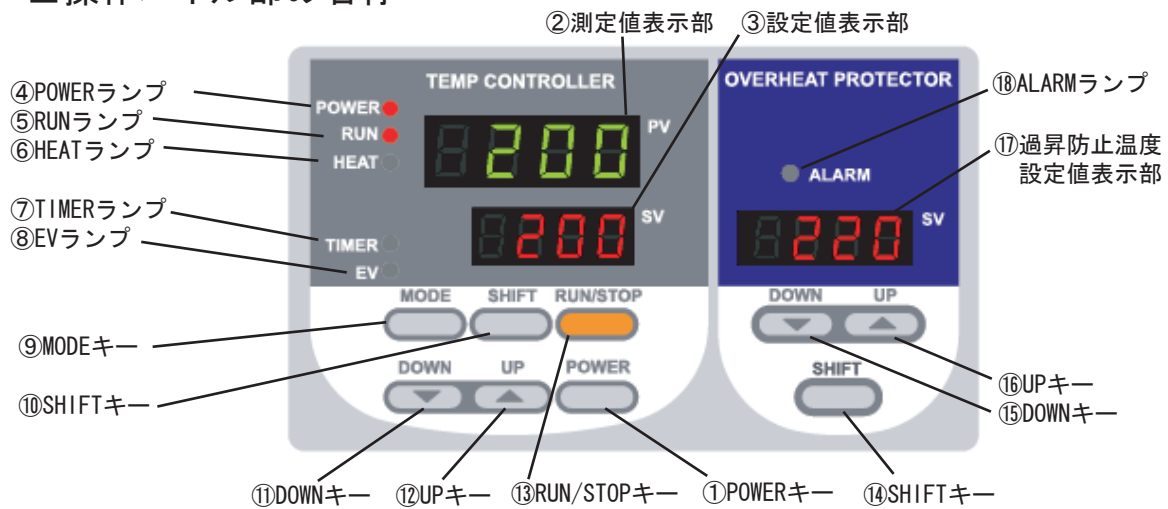 ②測定値表示部
③設定値表示部
④POWERランプ
⑤RUNランプ
⑥HEATランプ
⑦TIMERランプ
⑧EVランプ
⑨MODEキー
⑩SHIFTキー
TEMP CONTROLLER
POWER
RUN
HEAT
200
PV
200
SV
TIMER
EV
MODE SHIFT RUN/STOP
DOWN UP POWER
OVERHEAT PROTECTOR
ALARM
220
SV
DOWN UP
SHIFT
⑱ALARMランプ
⑰過昇防止温度
設定値表示部
⑯UPキー
⑮DOWNキー
⑪DOWNキー
⑫UPキー
⑬RUN/STOPキー
①POWERキー
⑭SHIFTキー